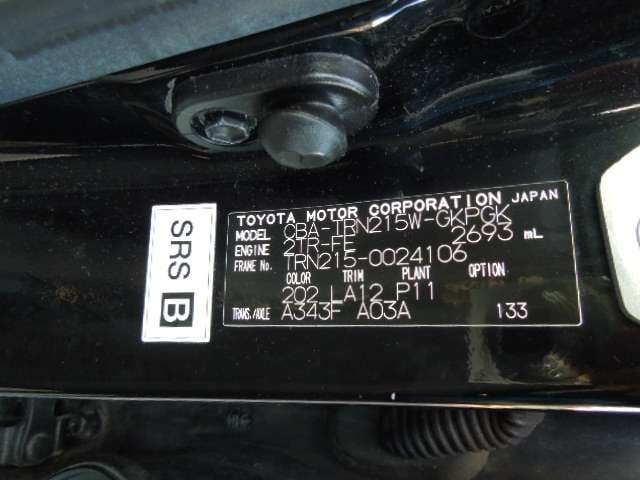 TOYOTA MOTOR CORPORATION JAPAN
MODEL CBA-TRN215W-GKPGK
ENGINE 2TR-FE 2693 mL
FRAME No. TRN215-0024106
COLOR TRIM PLANT OPTION
202 LA12 P11
TRANS./AXLE A343F A03A 133
SRS B